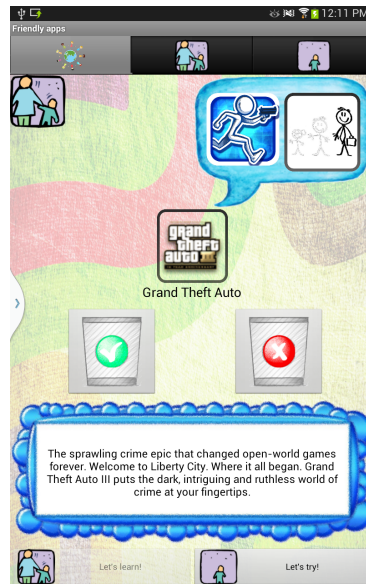 12:11 PM
Friendly apps
grand
theft
auto III
Grand Theft Auto
The sprawling crime epic that changed open-world games
forever. Welcome to Liberty City. Where it all began. Grand
Theft Auto III puts the dark, intriguing and ruthless world of
crime at your fingertips.
Let's learn!
Let's try!